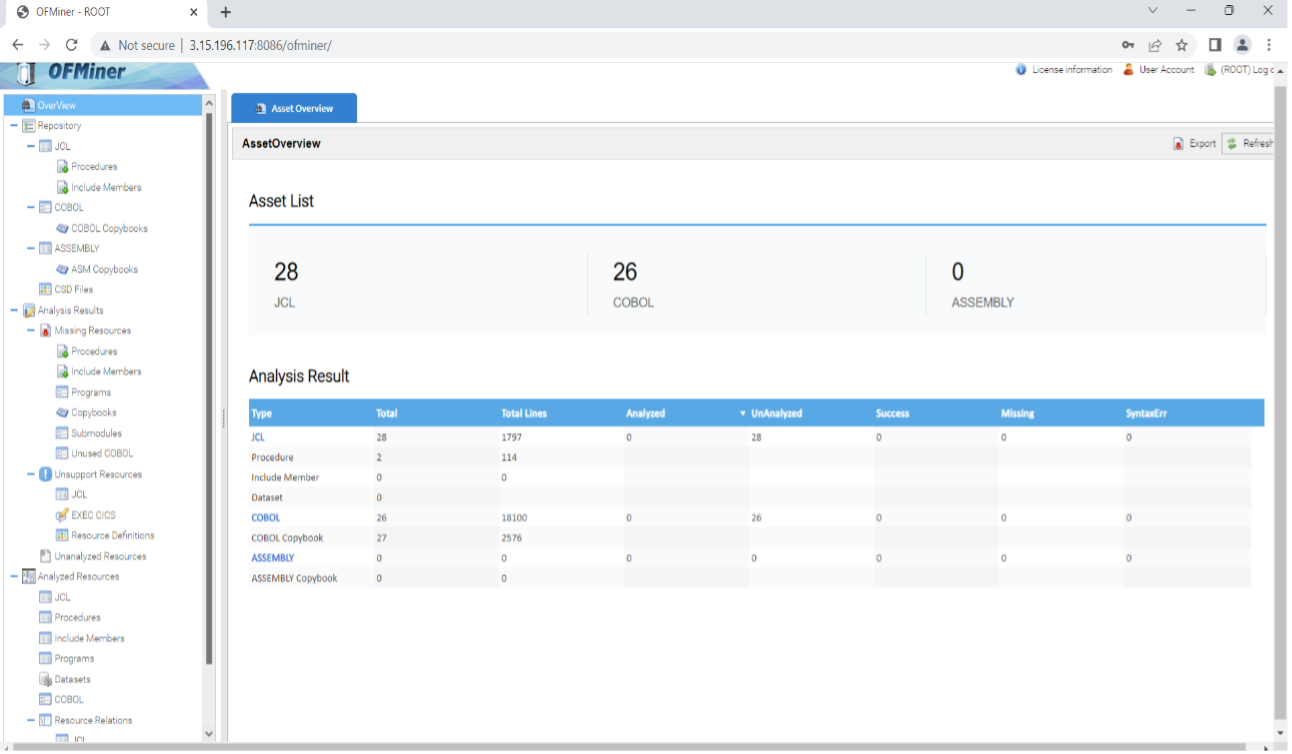 OFMiner - ROOT
Not secure | 3.15.196.117:8086/ofminer/
OFMiner
License information User Account (ROOT) Log
OverView
Repository
JCL
Procedures
Include Members
COBOL
COBOL Copybooks
ASSEMBLY
ASM Copybooks
CSD Files
Analysis Results
Missing Resources
Procedures
Include Members
Programs
Copybooks
Submodules
Unused COBOL
Unsupport Resources
JCL
EXEC CICS
Resource Definitions
Unanalyzed Resources
Analyzed Resources
JCL
Procedures
Include Members
Programs
Datasets
COBOL
Resource Relations
JCL
Asset Overview
AssetOverview Export Refresh
Asset List
28 26 0
JCL COBOL ASSEMBLY
Analysis Result
Type Total Total Lines Analyzed UnAnalyzed Success Missing SyntaxErr
JCL 28 1797 0 28 0 0 0
Procedure 2 114
Include Member 0 0
Dataset 0
COBOL 26 18100 0 26 0 0 0
COBOL Copybook 27 2576
ASSEMBLY 0 0 0 0 0 0 0
ASSEMBLY Copybook 0 0